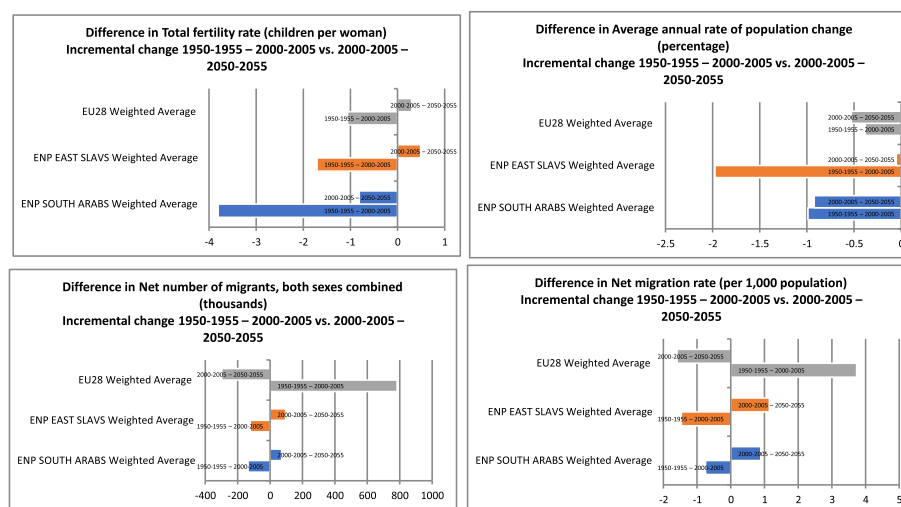 Difference in Total fertility rate (children per woman)
Incremental change 1950-1955 – 2000-2005 vs. 2000-2005 –
2050-2055
EU28 Weighted Average
2000-2005 – 2050-2055
1950-1955 – 2000-2005
ENP EAST SLAVS Weighted Average
2000-2005 – 2050-2055
1950-1955 – 2000-2005
ENP SOUTH ARABS Weighted Average
2000-2005 – 2050-2055
1950-1955 – 2000-2005
-4 -3 -2 -1 0 1
Difference in Average annual rate of population change
(percentage)
Incremental change 1950-1955 – 2000-2005 vs. 2000-2005 –
2050-2055
EU28 Weighted Average
2000-2005 – 2050-2055
1950-1955 – 2000-2005
ENP EAST SLAVS Weighted Average
2000-2005 – 2050-2055
1950-1955 – 2000-2005
ENP SOUTH ARABS Weighted Average
2000-2005 – 2050-2055
1950-1955 – 2000-2005
-2.5 -2 -1.5 -1 -0.5 0
Difference in Net number of migrants, both sexes combined
(thousands)
Incremental change 1950-1955 – 2000-2005 vs. 2000-2005 –
2050-2055
EU28 Weighted Average
2000-2005 – 2050-2055
1950-1955 – 2000-2005
ENP EAST SLAVS Weighted Average
2000-2005 – 2050-2055
1950-1955 – 2000-2005
ENP SOUTH ARABS Weighted Average
2000-2005 – 2050-2055
1950-1955 – 2000-2005
-400 -200 0 200 400 600 800 1000
Difference in Net migration rate (per 1,000 population)
Incremental change 1950-1955 – 2000-2005 vs. 2000-2005 –
2050-2055
EU28 Weighted Average
2000-2005 – 2050-2055
1950-1955 – 2000-2005
ENP EAST SLAVS Weighted Average
2000-2005 – 2050-2055
1950-1955 – 2000-2005
ENP SOUTH ARABS Weighted Average
2000-2005 – 2050-2055
1950-1955 – 2000-2005
-2 -1 0 1 2 3 4 5